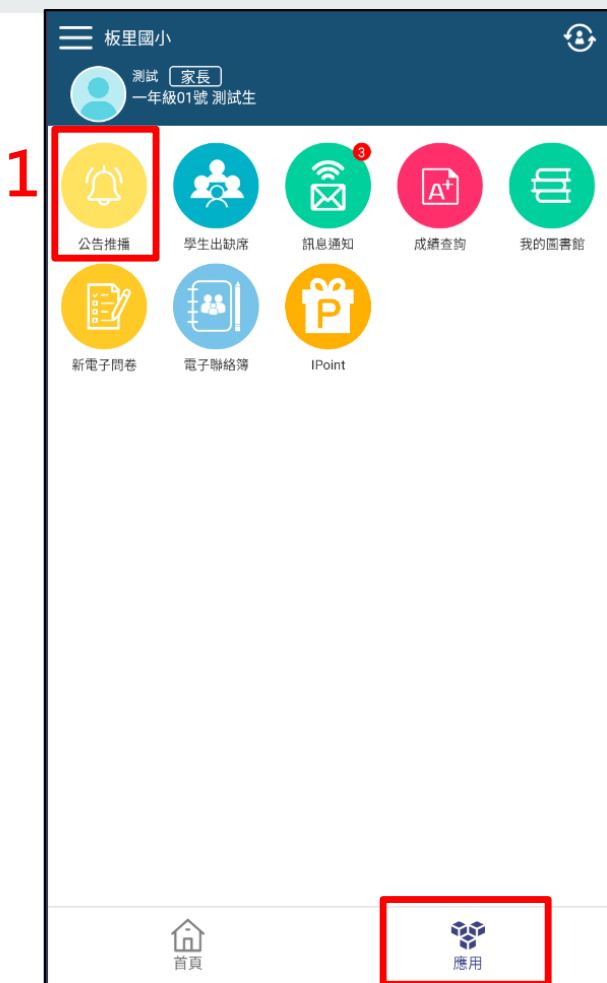 板里國小
測試 家長
一年級01號 測試生
1
3
A+
公告推播 學生出缺席 訊息通知 成績查詢 我的圖書館
P
新電子問卷 電子聯絡簿 IPoint
首頁 應用